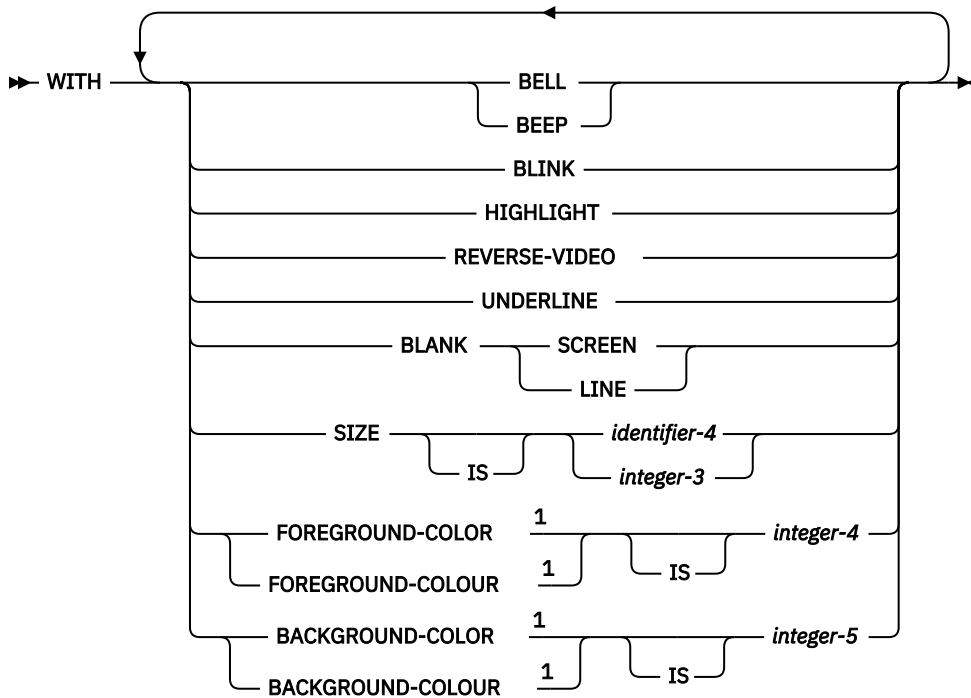 WITH BELL
BEEP
BLINK
HIGHLIGHT
REVERSE-VIDEO
UNDERLINE
BLANK SCREEN
LINE
SIZE identifier-4
IS integer-3
FOREGROUND-COLOR 1 integer-4
FOREGROUND-COLOUR 1 IS
BACKGROUND-COLOR 1 integer-5
BACKGROUND-COLOUR 1 IS